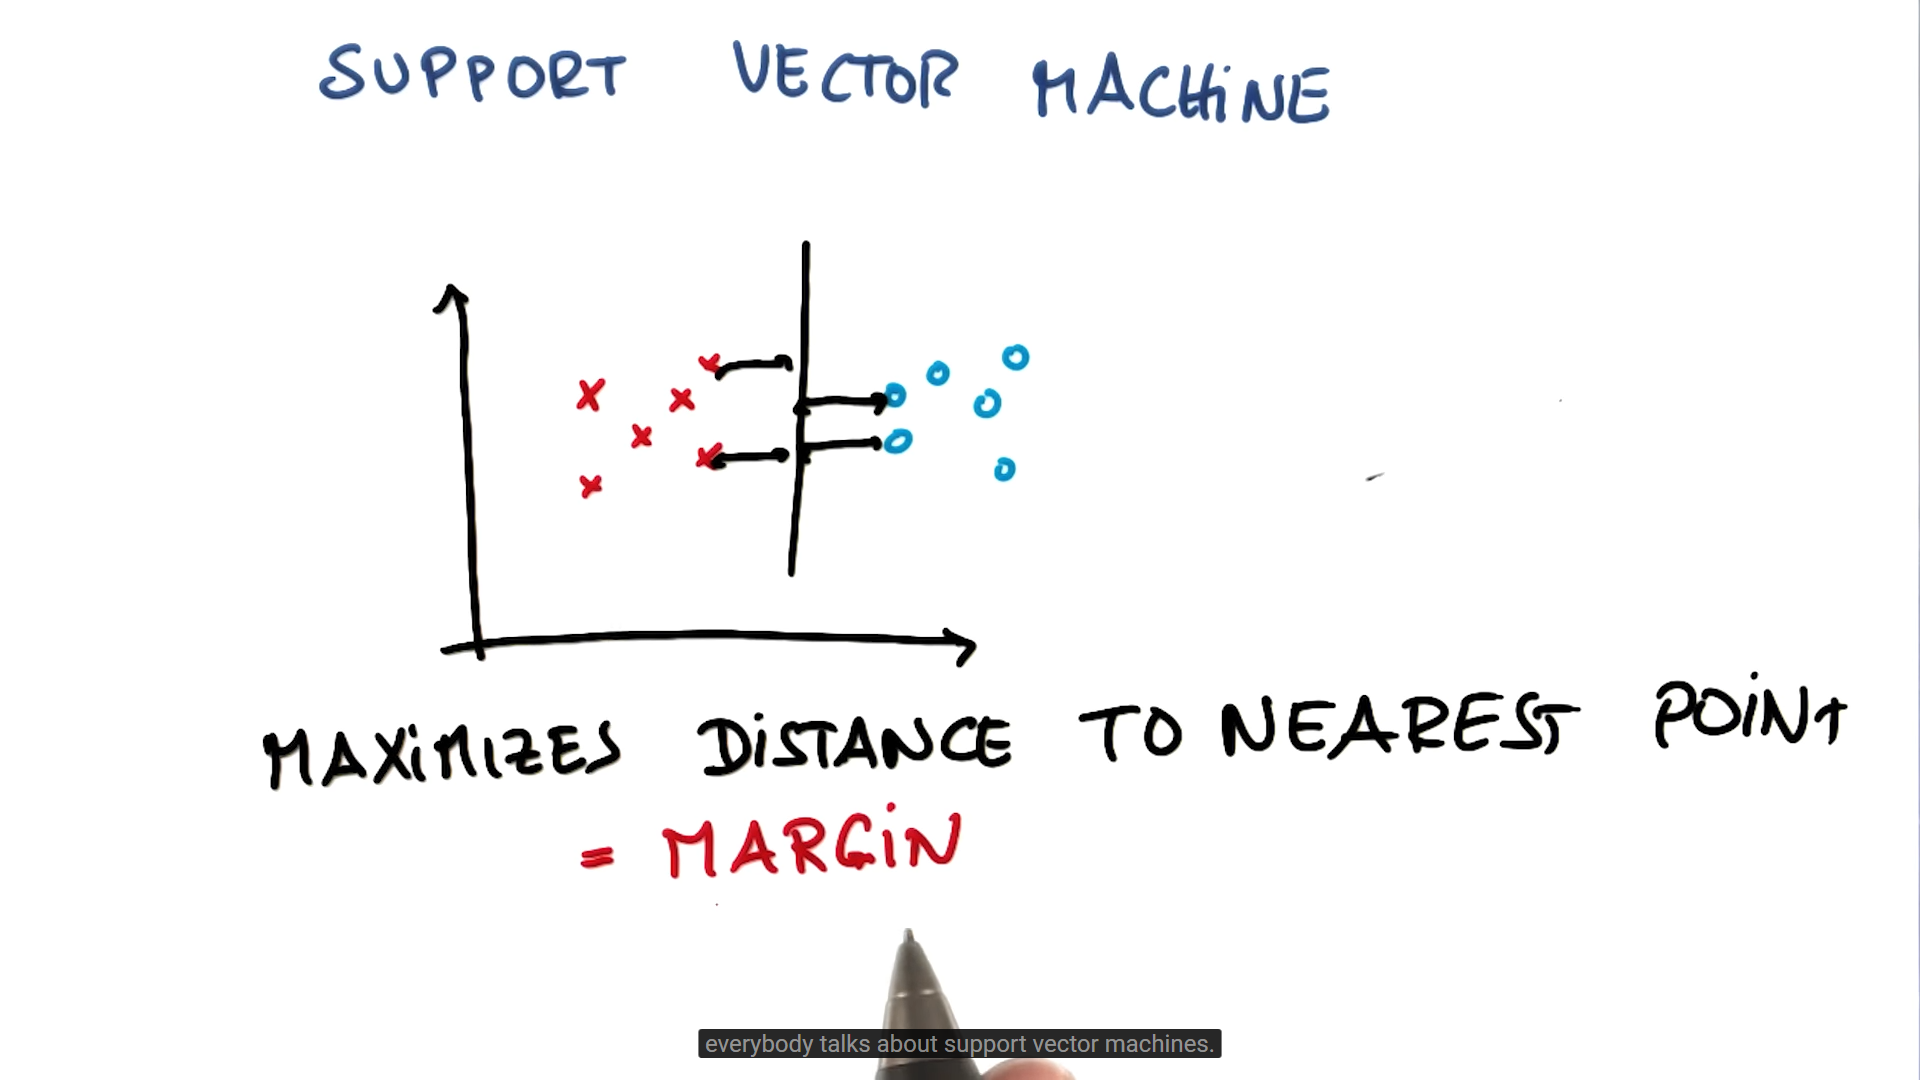 SUPPORT VECTOR MACHINE
MAXIMIZES DISTANCE TO NEAREST POINT
= MARGIN
everybody talks about support vector machines.